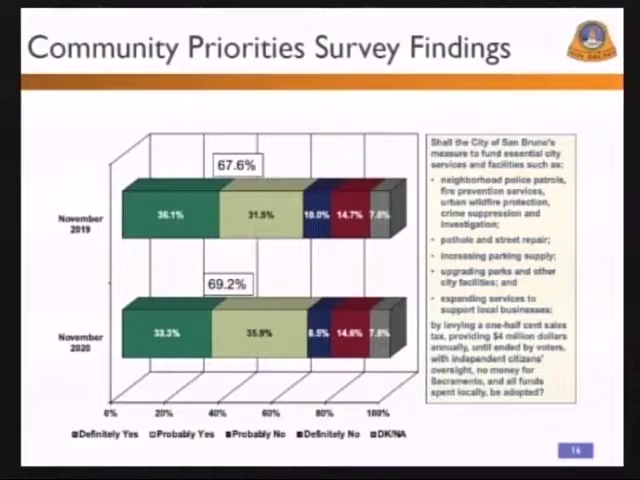 Community Priorities Survey Findings
67.6%
November
2019
36.1%
31.5%
10.0%
14.7%
7.8%
69.2%
November
2020
33.3%
35.9%
14.6%
0%
20%
40%
60%
80%
100%
Definitely Yes
Probably Yes
Probably No
Definitely No
DK/NA
Shall the City of San Bruno's
measure to fund essential city
services and facilities such as:
• neighborhood police patrols,
fire prevention services,
urban wildfire protection,
crime suppression and
investigation;
• pothole and street repair;
• increasing parking supply;
• upgrading parks and other
city facilities; and
• expanding services to
support local businesses;
by levying a one-half cent sales
tax, providing $4 million dollars
annually, until ended by voters,
with independent citizens'
oversight, no money for
Sacramento, and all funds
spent locally, be adopted?
16